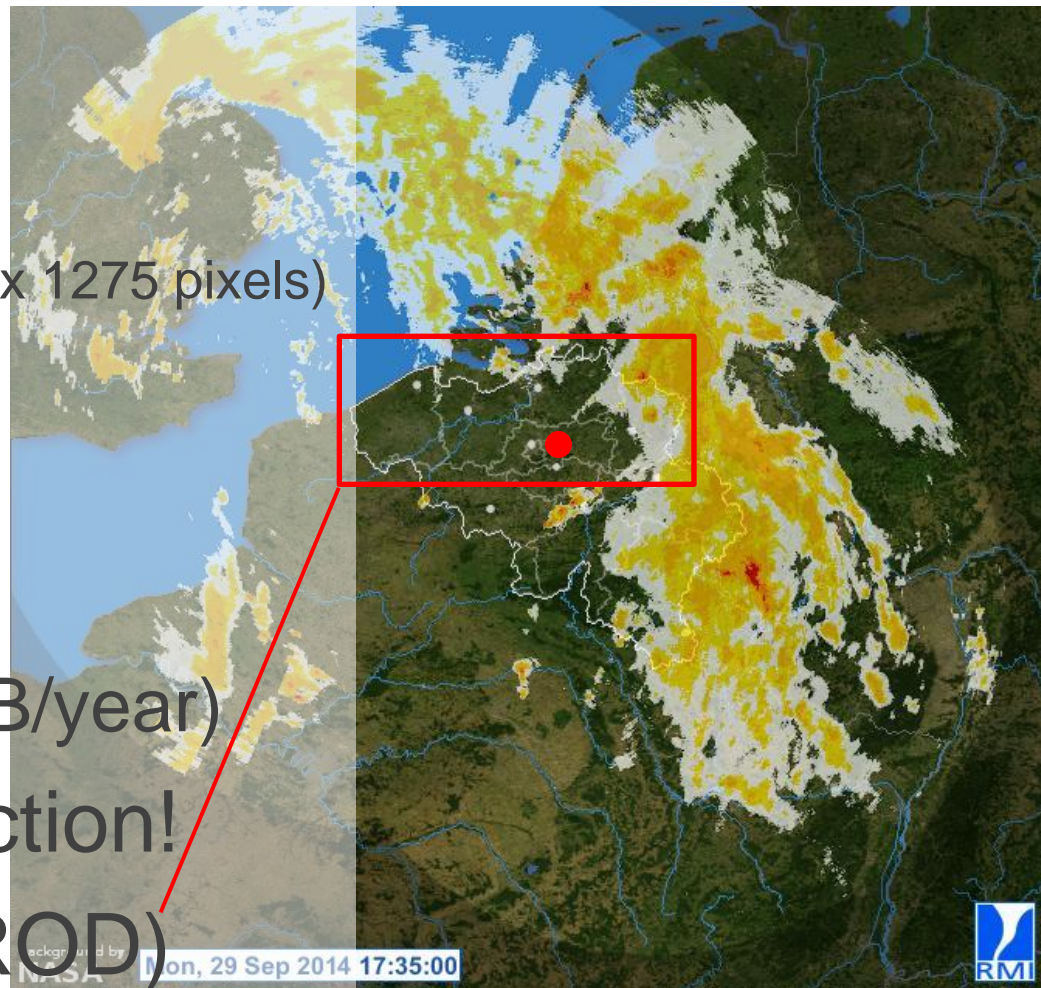 x 1275 pixels)
B/year)
ction!
ROD)
ackground by
NASA
Mon, 29 Sep 2014 17:35:00
RMI